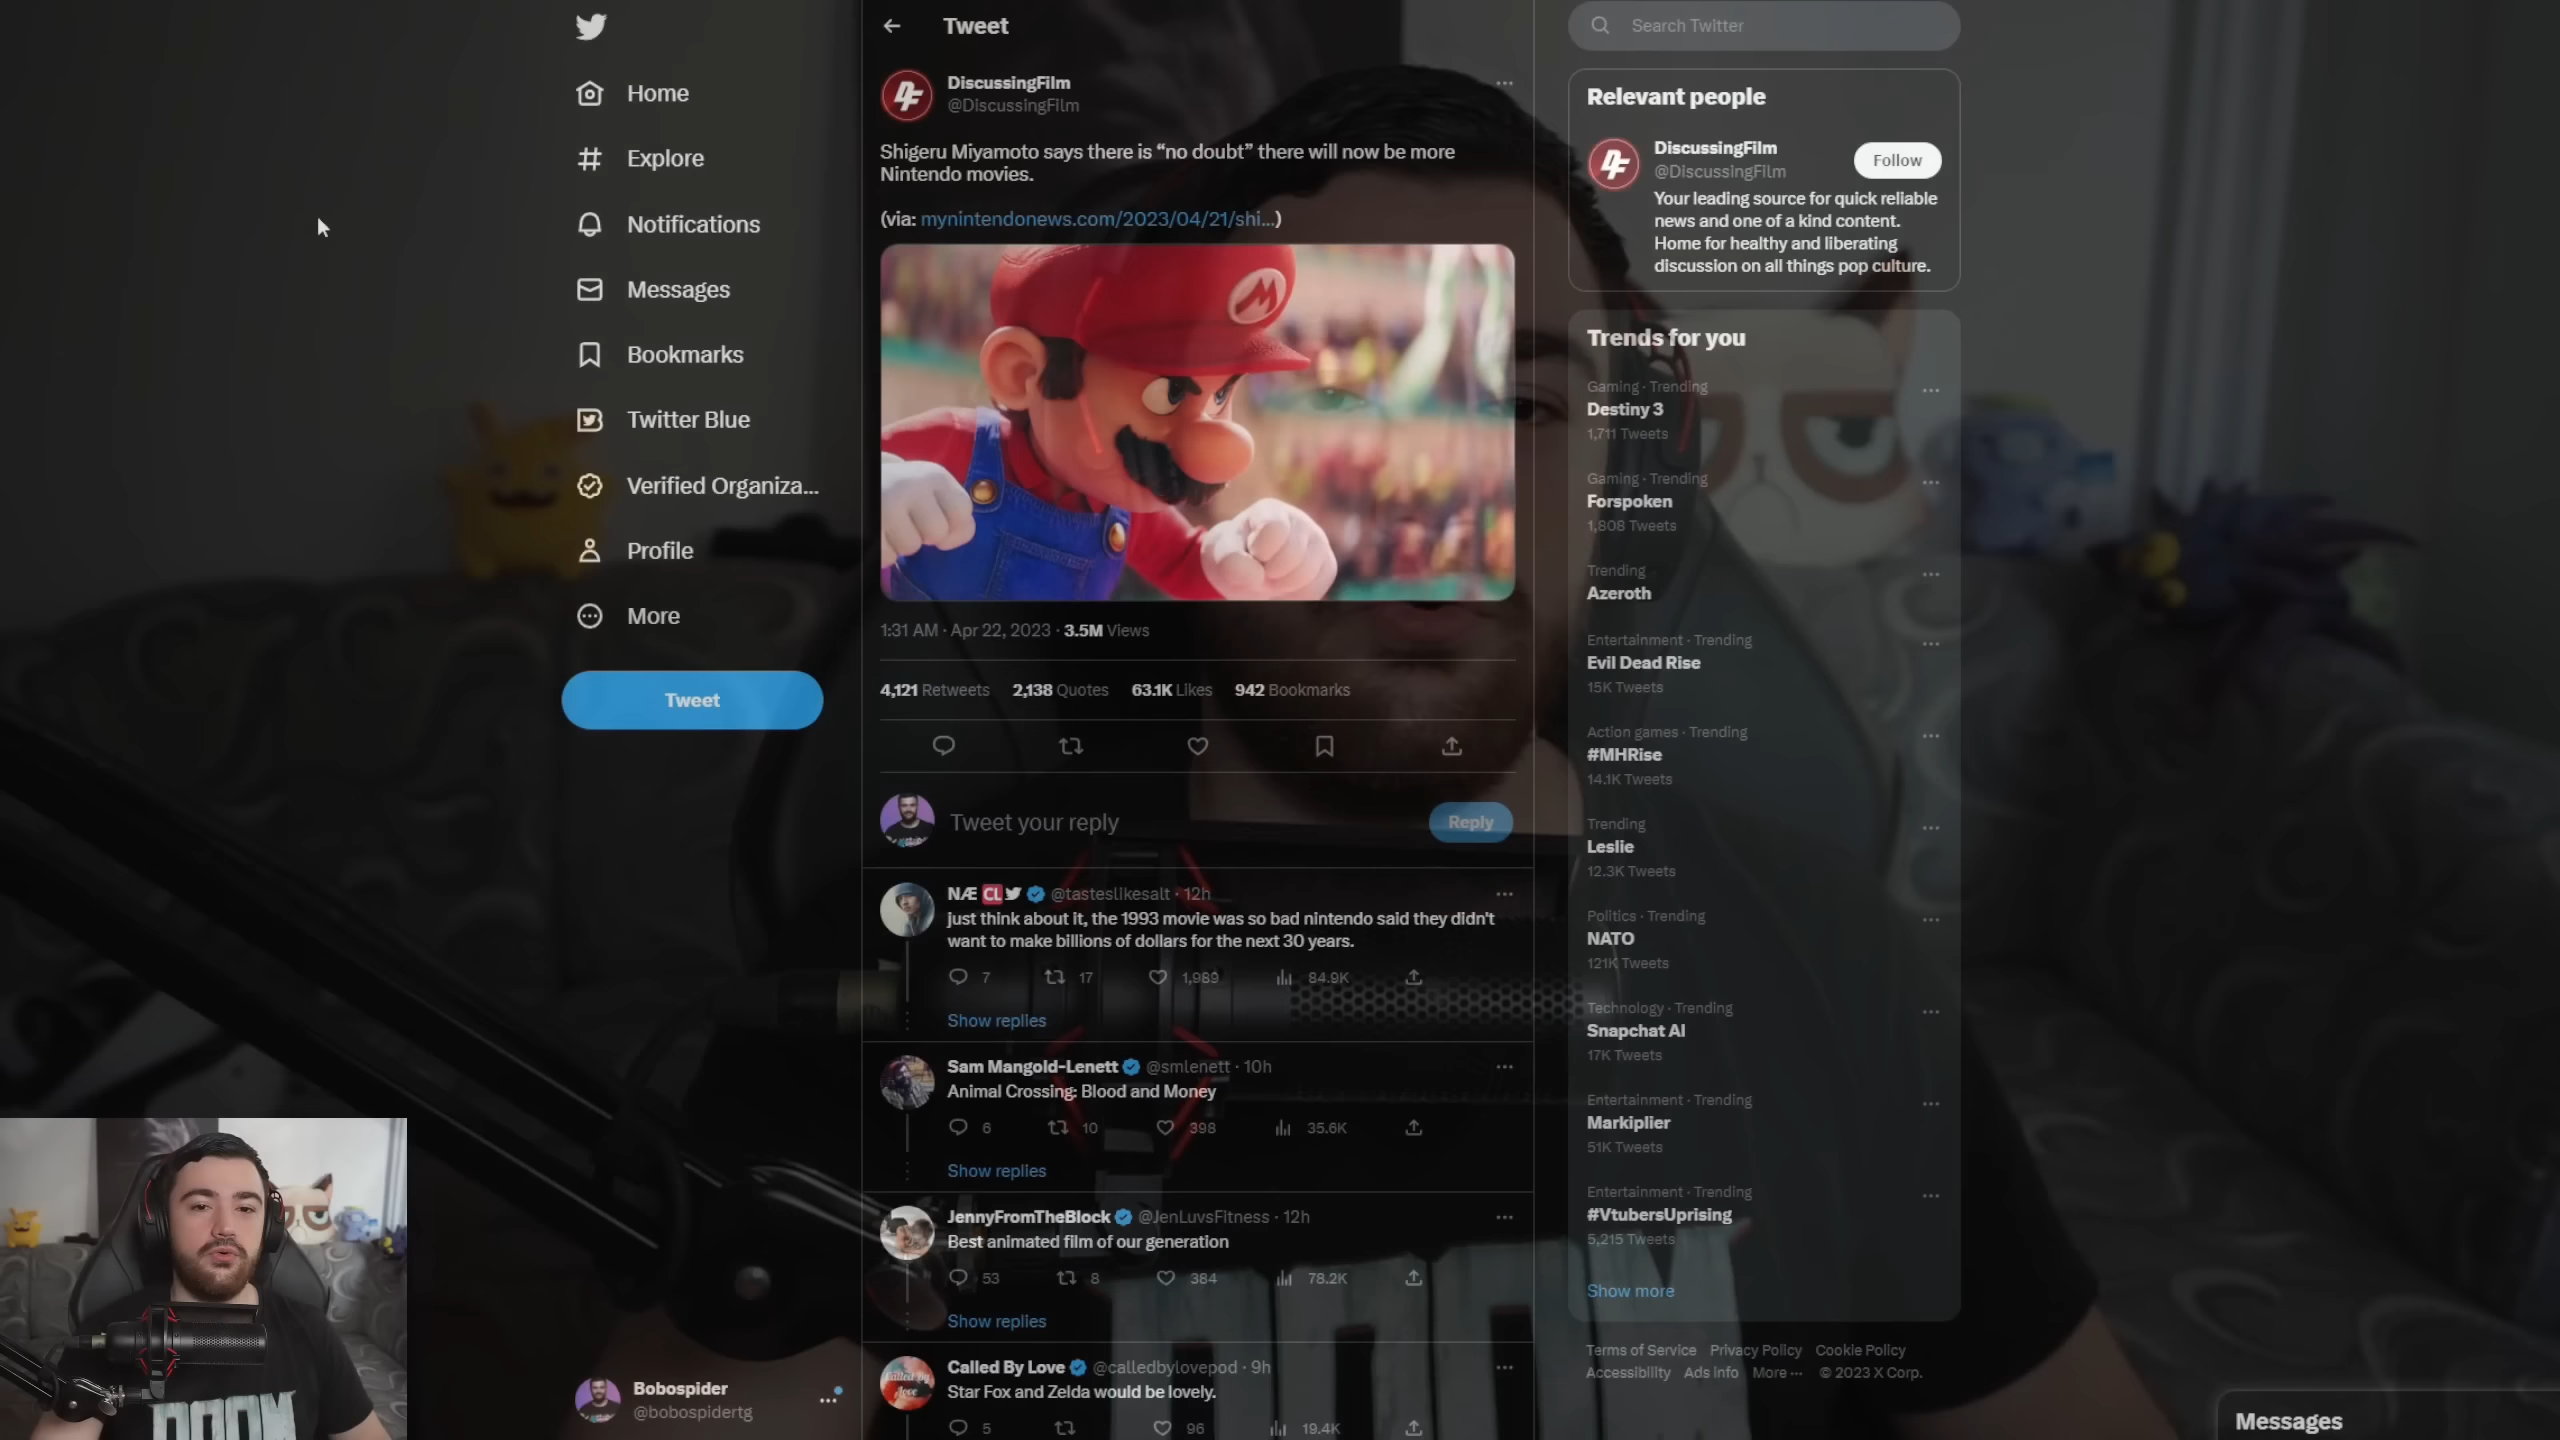 Home
Explore
Notifications
Messages
Bookmarks
Twitter Blue
Verified Organiza...
Profile
More
Tweet
Bobospider
@bobospidertg
Tweet
DiscussingFilm
@DiscussingFilm
Shigeru Miyamoto says there is “no doubt” there will now be more
Nintendo movies.
(via: mynintendonews.com/2023/04/21/shi...)
M
1:31 AM · Apr 22, 2023 · 3.5M Views
4,121 Retweets 2,138 Quotes 63.1K Likes 942 Bookmarks
Tweet your reply
Reply
NÆ CL @tasteslikesalt · 12h
just think about it, the 1993 movie was so bad nintendo said they didn't
want to make billions of dollars for the next 30 years.
7 17 1,989 84.9K
Show replies
Sam Mangold-Lenett @smlenett · 10h
Animal Crossing: Blood and Money
6 10 398 35.6K
Show replies
JennyFromTheBlock @JenLuvsFitness · 12h
Best animated film of our generation
53 8 384 78.2K
Show replies
Called By Love @calledbylovepod · 9h
Star Fox and Zelda would be lovely.
5 96 19.4K
Search Twitter
Relevant people
DiscussingFilm
@DiscussingFilm
Follow
Your leading source for quick reliable
news and one of a kind content.
Home for healthy and liberating
discussion on all things pop culture.
Trends for you
Gaming · Trending
Destiny 3
1,711 Tweets
Gaming · Trending
Forspoken
1,808 Tweets
Trending
Azeroth
Entertainment · Trending
Evil Dead Rise
15K Tweets
Action games · Trending
#MHRise
14.1K Tweets
Trending
Leslie
12.3K Tweets
Politics · Trending
NATO
121K Tweets
Technology · Trending
Snapchat AI
17K Tweets
Entertainment · Trending
Markiplier
51K Tweets
Entertainment · Trending
#VtubersUprising
5,215 Tweets
Show more
Terms of Service Privacy Policy Cookie Policy
Accessibility Ads info More ··· © 2023 X Corp.
Messages
DOOM
DOOM